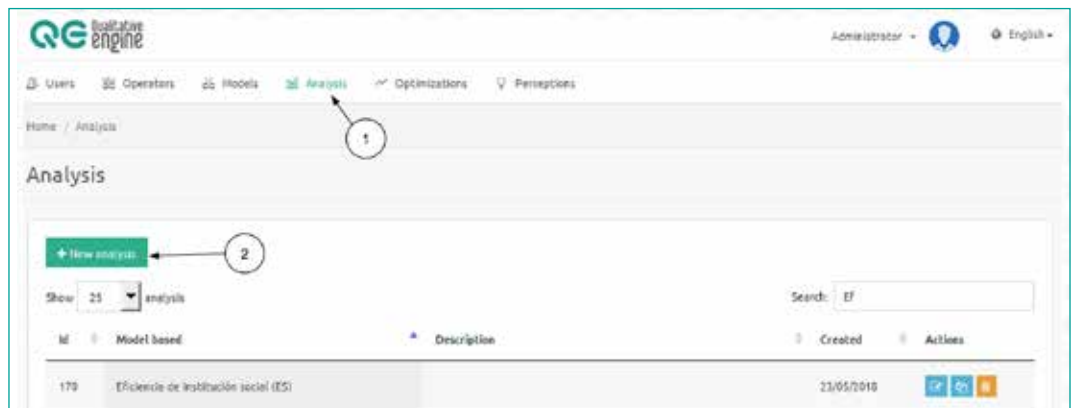 QE Qualitative engine
Administrator
English
Users Operators Models Analysis Optimizations Perceptions
Home / Analysis
1
Analysis
+ New analysis
2
Show 25 analysis
Search: Ef
Id Model based Description Created Actions
170 Eficiencia de Institución social (ES) 23/05/2018